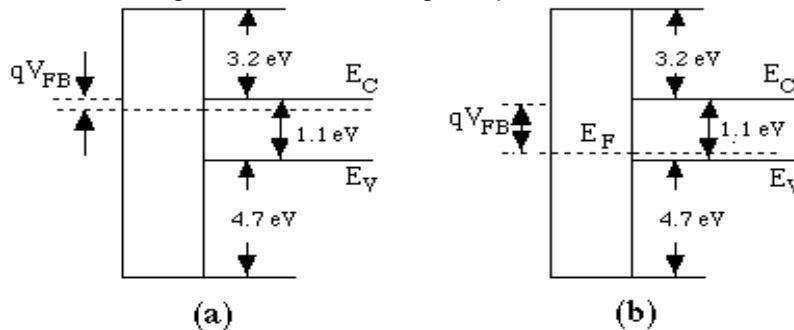 3.2 eV
qV_FB
E_C
1.1 eV
E_V
4.7 eV
(a)
3.2 eV
E_C
qV_FB
E_F
1.1 eV
E_V
4.7 eV
(b)